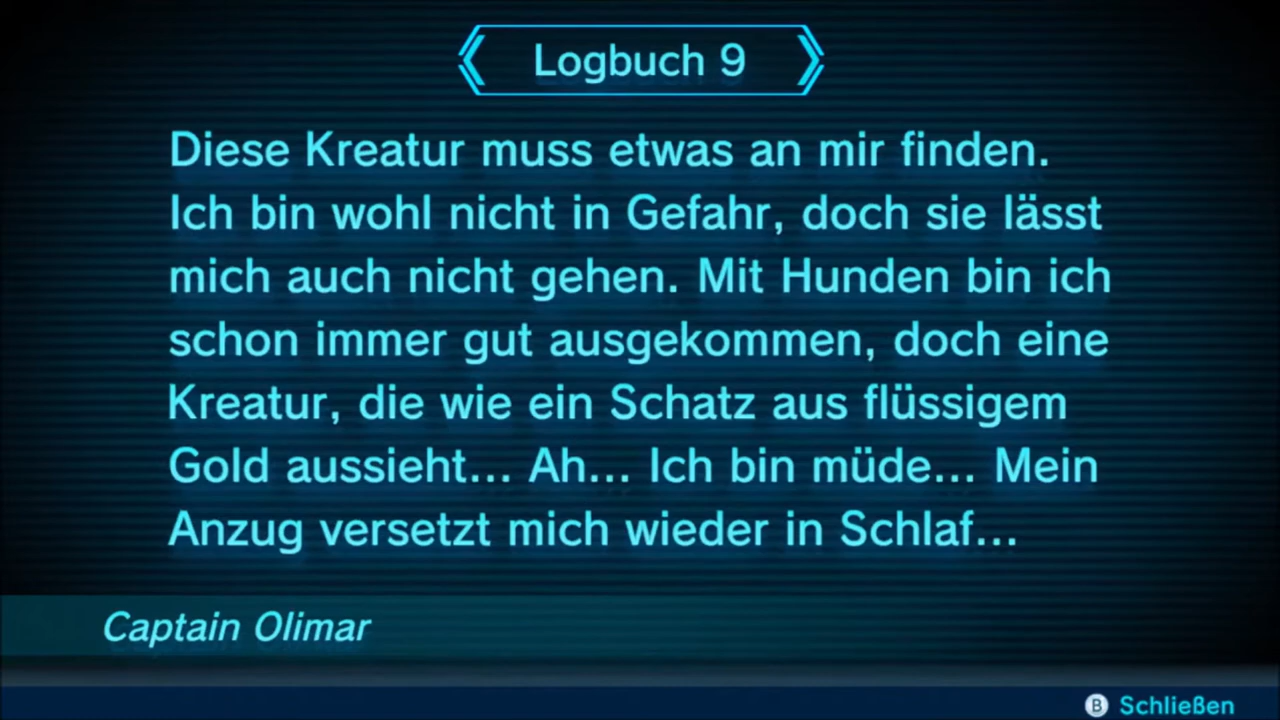 Logbuch 9
Diese Kreatur muss etwas an mir finden.
Ich bin wohl nicht in Gefahr, doch sie lässt
mich auch nicht gehen. Mit Hunden bin ich
schon immer gut ausgekommen, doch eine
Kreatur, die wie ein Schatz aus flüssigem
Gold aussieht... Ah... Ich bin müde... Mein
Anzug versetzt mich wieder in Schlaf...
Captain Olimar
B Schließen